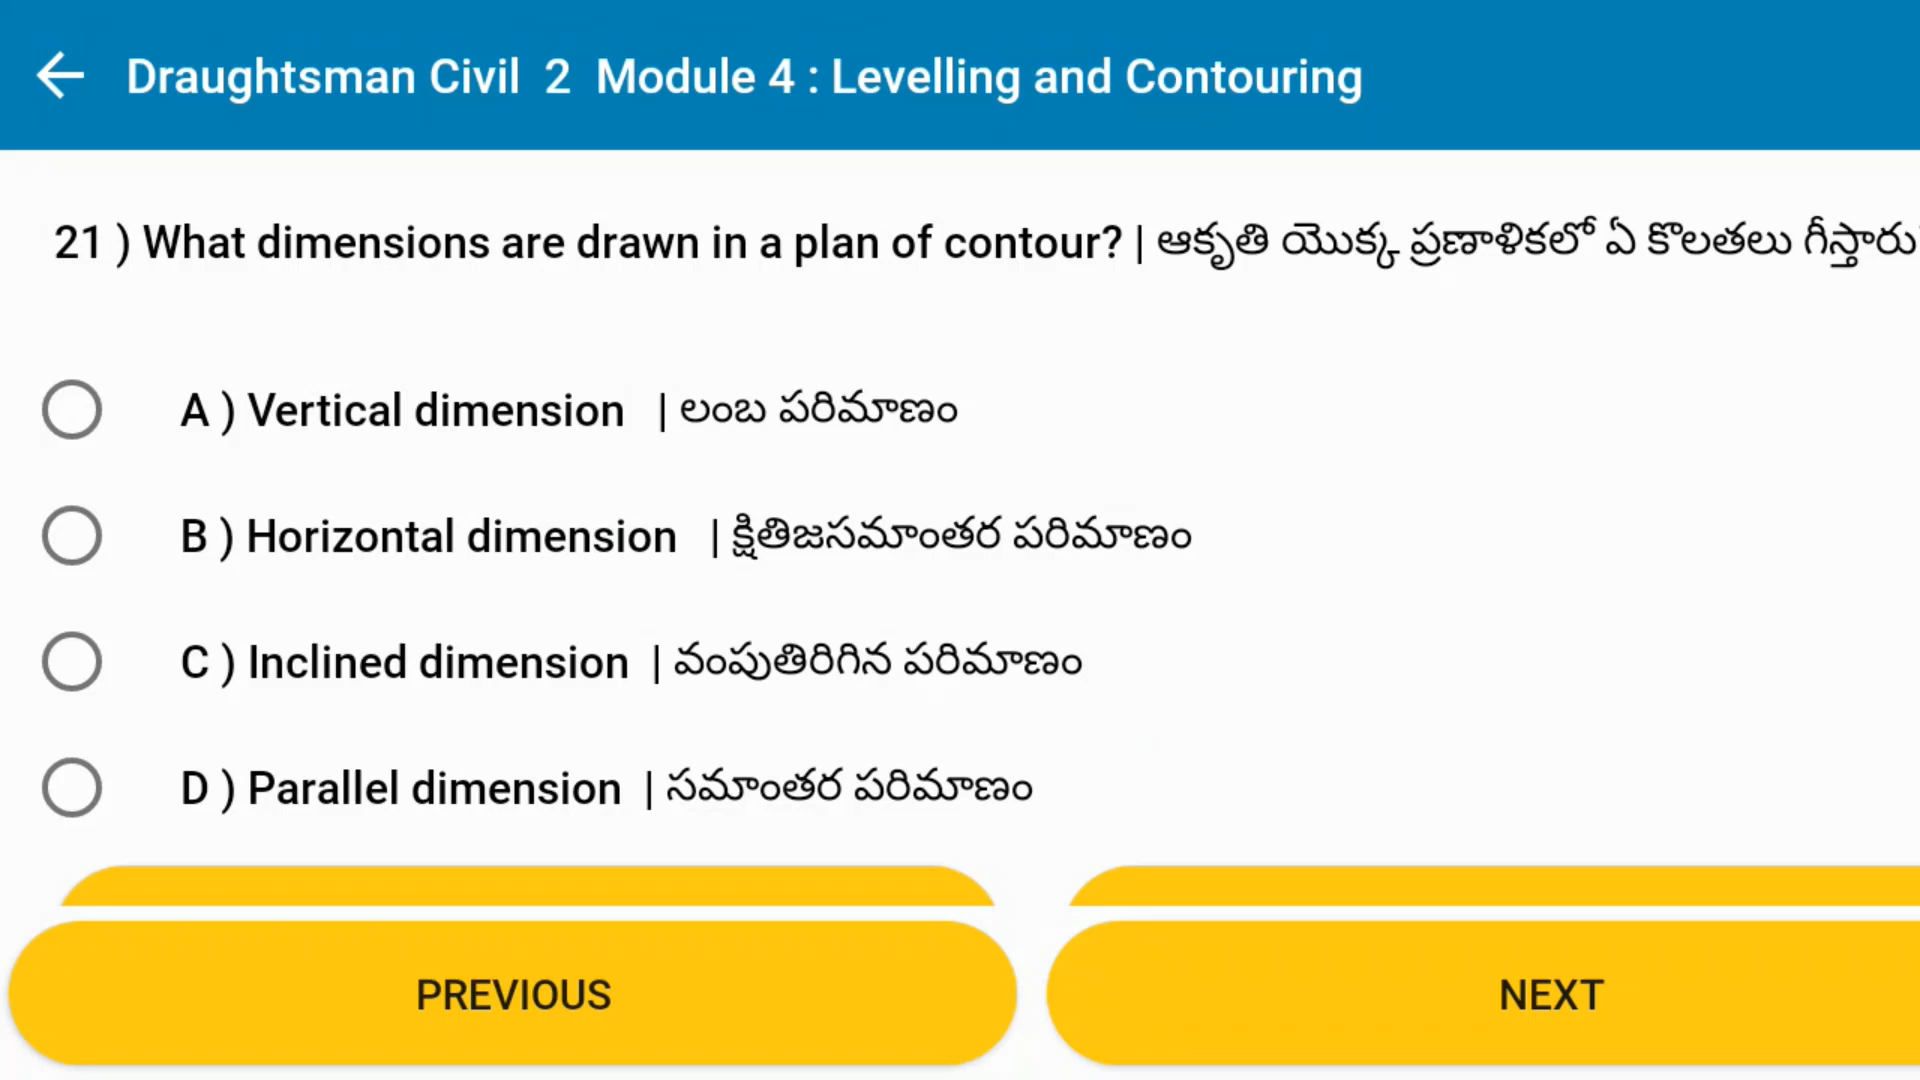 Draughtsman Civil 2 Module 4 : Levelling and Contouring
21 ) What dimensions are drawn in a plan of contour? | ఆకృతి యొక్క ప్రణాళికలో ఏ కొలతలు గీస్తారు
A ) Vertical dimension | లంబ పరిమాణం
B ) Horizontal dimension | క్షితిజసమాంతర పరిమాణం
C ) Inclined dimension | వంపుతిరిగిన పరిమాణం
D ) Parallel dimension | సమాంతర పరిమాణం
PREVIOUS
NEXT